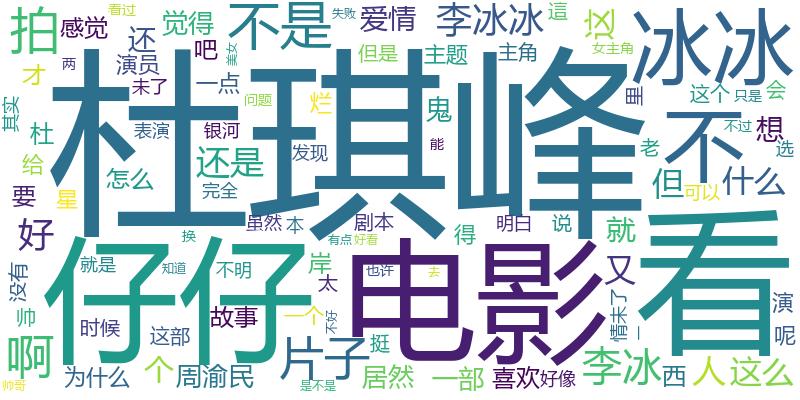 拍
感觉
看过
觉得
不是
失败
爱情
李冰冰
這
这
冰冰
还
吧
美女
但是
主题
主角
女主角
才
两
演员
未了
一点
问题
烂
鬼
里
这个
只是
会
其实
杜琪峰
不
杜
表演
银河
发现
能
老
不过
想
给
还是
怎么
完全
但
什么
选
要
星
可以
好
虽然
本
剧本
得
明白
说
就
看
换
有点
好看
仔仔
电影
没有
就是
知道
不明
岸
也许
去
又
太
情未了
一
演
帅
时候
这部
故事
一个
不好
挺
呢
啊
个
片子
为什么
周渝民
居然
一部
喜欢
好像
李冰
西
人
这么
帅哥
是不是